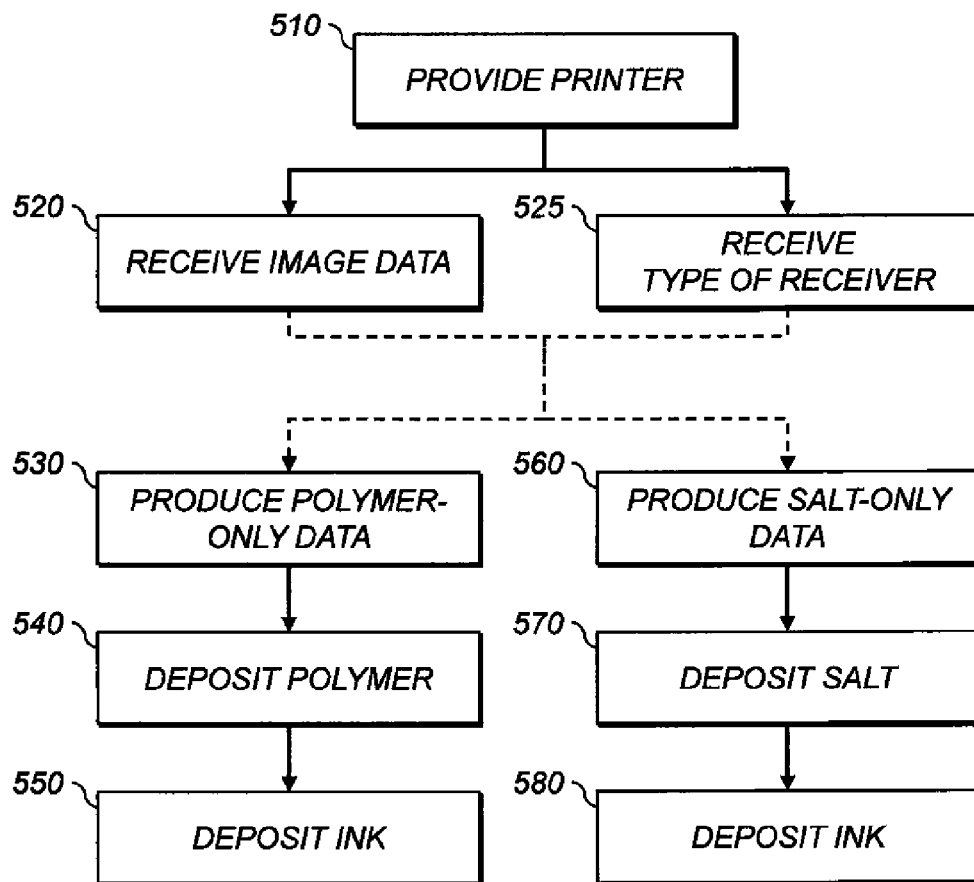 510
PROVIDE PRINTER
520
RECEIVE IMAGE DATA
525
RECEIVE
TYPE OF RECEIVER
530
PRODUCE POLYMER-
ONLY DATA
560
PRODUCE SALT-ONLY
DATA
540
DEPOSIT POLYMER
570
DEPOSIT SALT
550
DEPOSIT INK
580
DEPOSIT INK